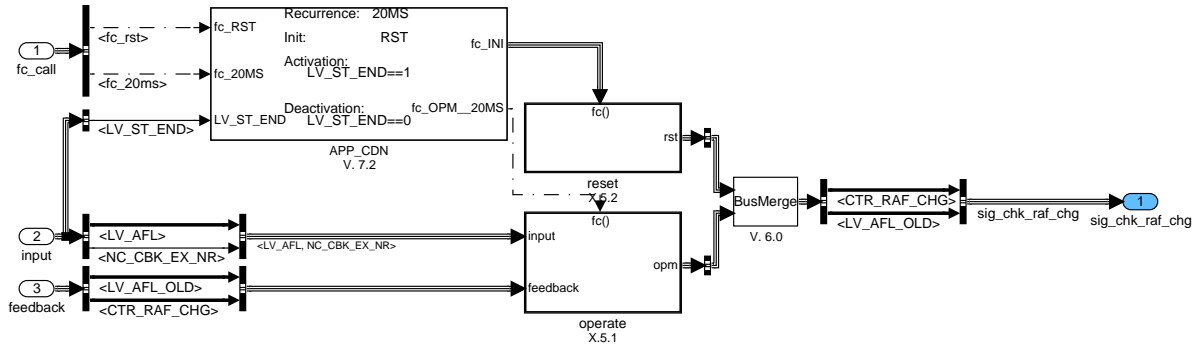 Recurrence: 20MS
<fc_rst>
fc_RST
Init: RST
fc_INI
1
fc_call
Activation:
LV_ST_END==1
<fc_20ms>
fc_20MS
Deactivation:
LV_ST_END==0
fc_OPM__20MS
<LV_ST_END>
LV_ST_END
APP_CDN
V. 7.2
fc()
rst
reset
X.5.2
BusMerge
V. 6.0
<CTR_RAF_CHG>
<LV_AFL_OLD>
sig_chk_raf_chg
1
sig_chk_raf_chg
2
input
<LV_AFL>
<NC_CBK_EX_NR>
<LV_AFL, NC_CBK_EX_NR>
fc()
input
opm
feedback
3
feedback
<LV_AFL_OLD>
<CTR_RAF_CHG>
operate
X.5.1